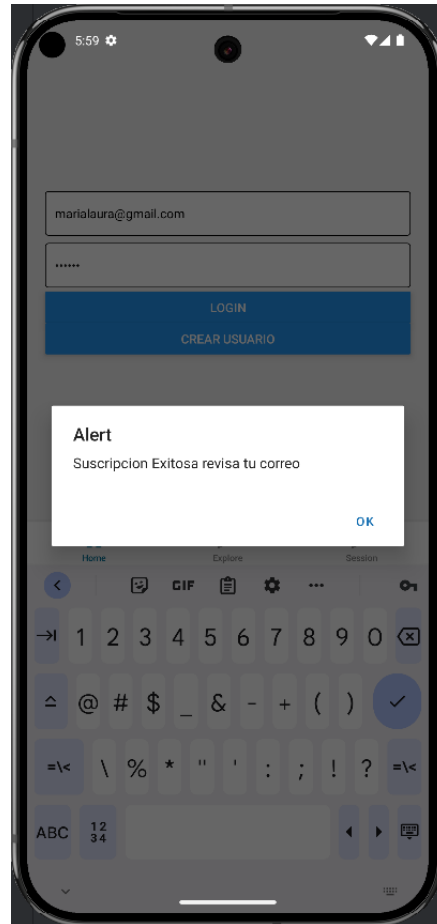 5:59
marialaura@gmail.com
••••••
LOGIN
CREAR USUARIO
Alert
Suscripcion Exitosa revisa tu correo
OK
Home Explore Session
GIF
1 2 3 4 5 6 7 8 9 0
@ # $ _ & - + ( )
=\< \ % * " ' : ; ! ? =\<
ABC 12 34